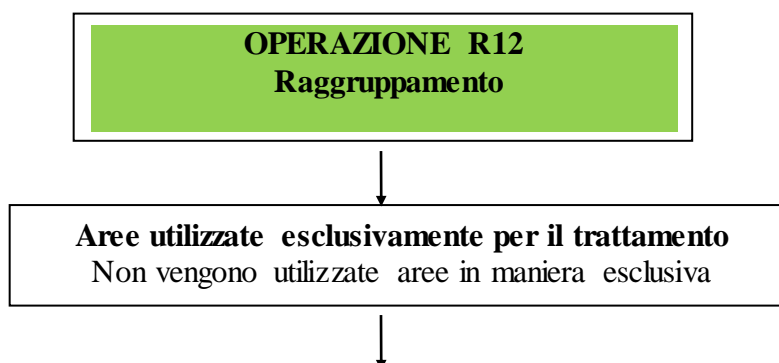 OPERAZIONE R12
Raggruppamento
Aree utilizzate esclusivamente per il trattamento
Non vengono utilizzate aree in maniera esclusiva